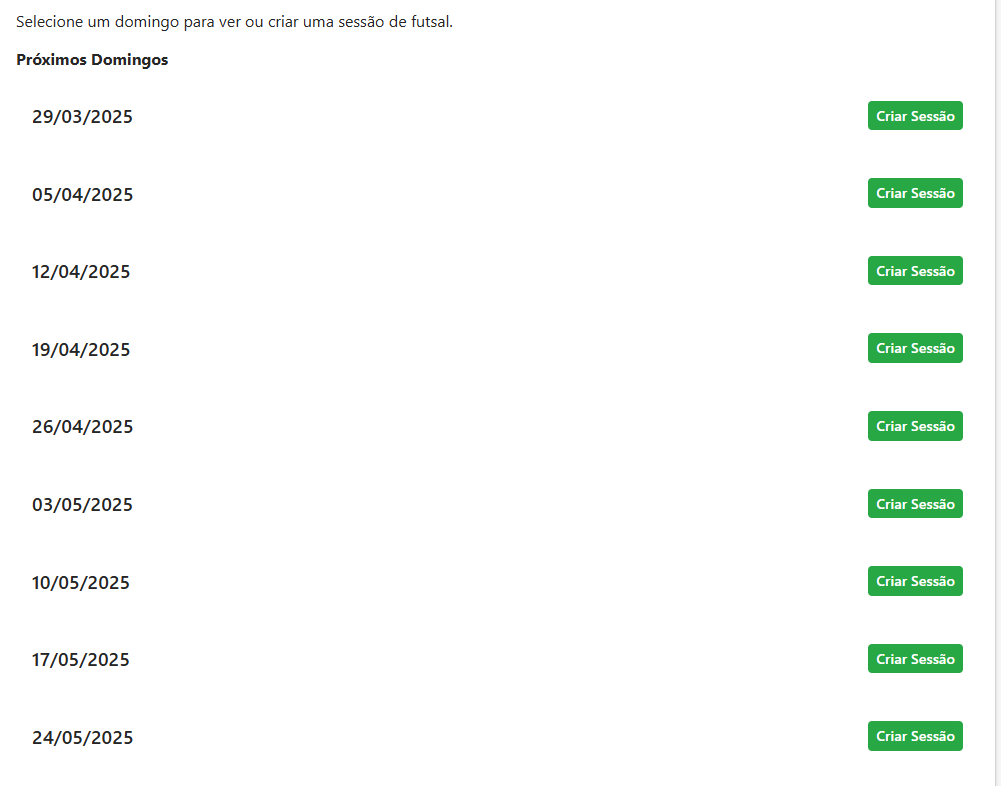 Selecione um domingo para ver ou criar uma sessão de futsal.
Próximos Domingos
29/03/2025 Criar Sessão
05/04/2025 Criar Sessão
12/04/2025 Criar Sessão
19/04/2025 Criar Sessão
26/04/2025 Criar Sessão
03/05/2025 Criar Sessão
10/05/2025 Criar Sessão
17/05/2025 Criar Sessão
24/05/2025 Criar Sessão